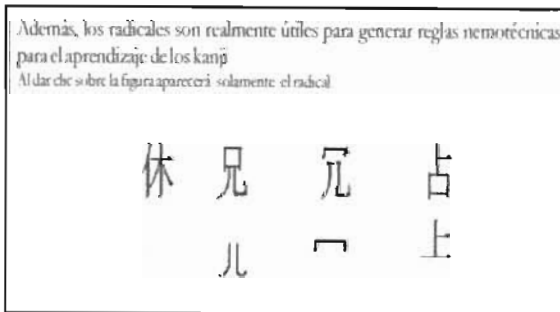 Además, los radicales son realmente útiles para generar reglas nemotécnicas
para el aprendizaje de los kanji
Al dar clic sobre la figura aparecerá solamente el radical
休 兄 冗 占
儿 冖 上